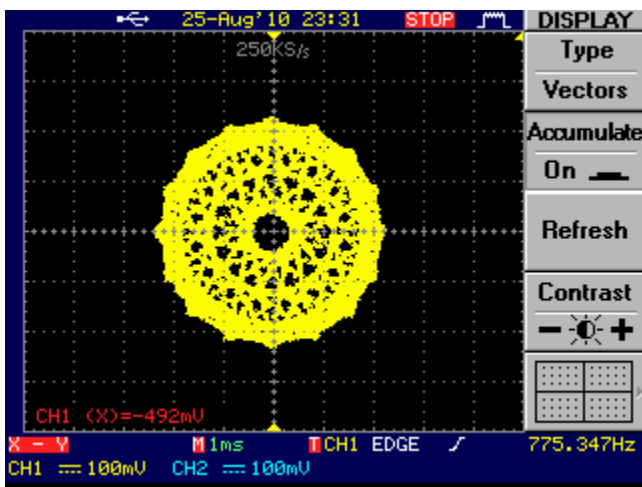 25-Aug'10 23:31 STOP DISPLAY
250KS/s
Type
Vectors
Accumulate
On
Refresh
Contrast
- +
CH1 (X)=-492mV
X - Y M 1ms T CH1 EDGE 775.347Hz
CH1 100mV CH2 100mV